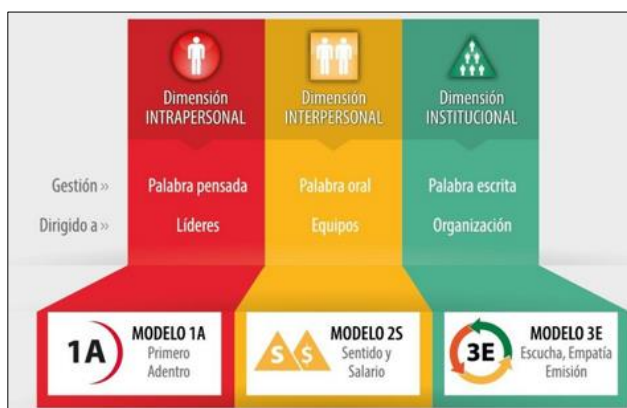 Dimensión
INTRAPERSONAL
Dimensión
INTERPERSONAL
Dimensión
INSTITUCIONAL
Gestión »
Palabra pensada
Palabra oral
Palabra escrita
Dirigido a »
Líderes
Equipos
Organización
1A
MODELO 1A
Primero
Adentro
S $
MODELO 2S
Sentido y
Salario
3E
MODELO 3E
Escucha, Empatía
Emisión